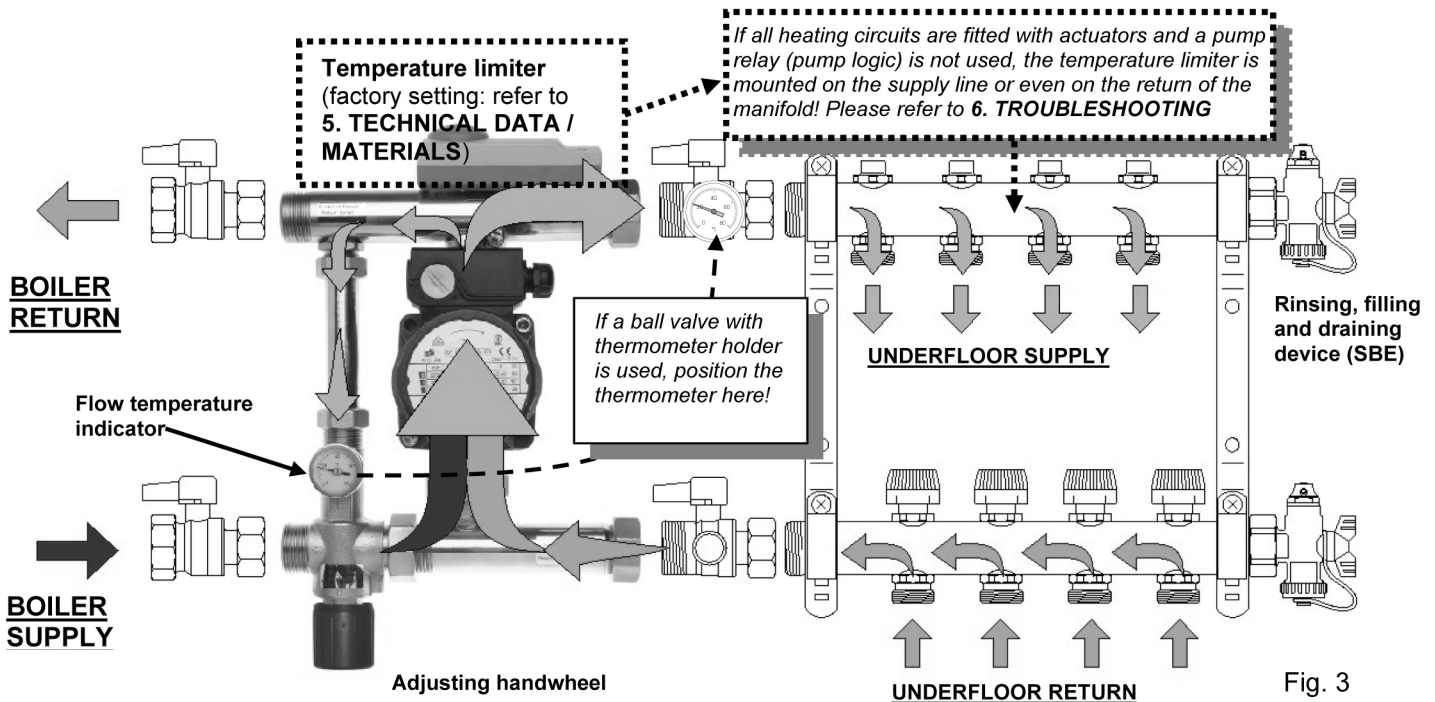 Temperature limiter
(factory setting: refer to
5. TECHNICAL DATA /
MATERIALS)
If all heating circuits are fitted with actuators and a pump
relay (pump logic) is not used, the temperature limiter is
mounted on the supply line or even on the return of the
manifold! Please refer to 6. TROUBLESHOOTING
BOILER
RETURN
If a ball valve with
thermometer holder
is used, position the
thermometer here!
UNDERFLOOR SUPPLY
Rinsing, filling
and draining
device (SBE)
Flow temperature
indicator
BOILER
SUPPLY
Adjusting handwheel
UNDERFLOOR RETURN
Fig. 3